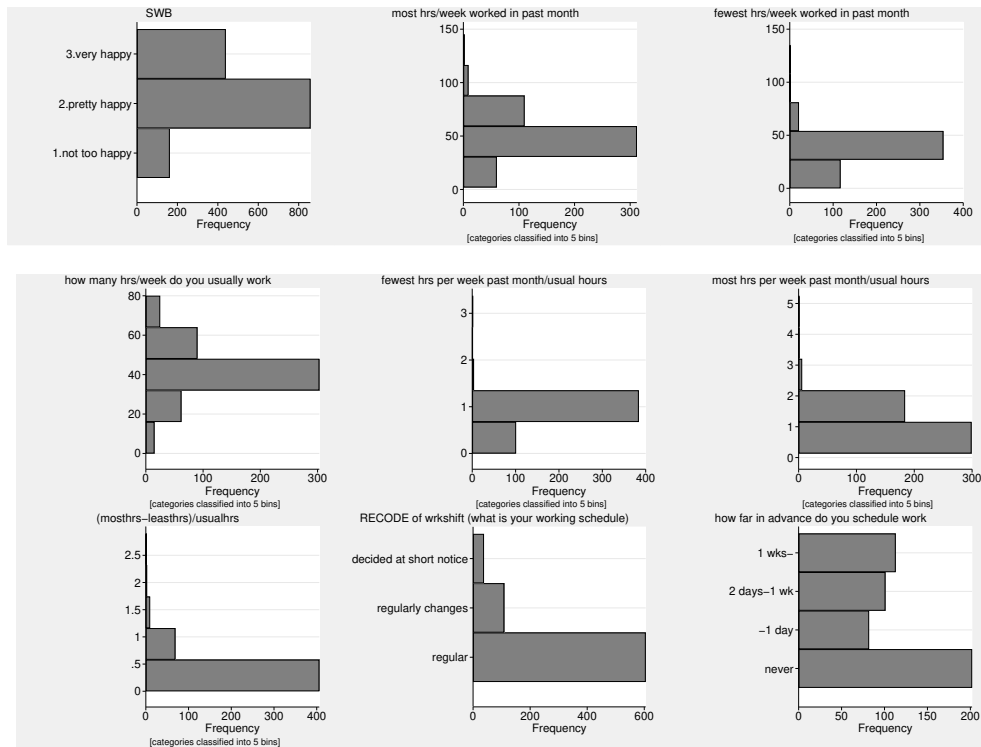 SWB
3.very happy
2.pretty happy
1.not too happy
0 200 400 600 800
Frequency
most hrs/week worked in past month
150
100
50
0
0 100 200 300
Frequency
[categories classified into 5 bins]
fewest hrs/week worked in past month
150
100
50
0
0 100 200 300 400
Frequency
[categories classified into 5 bins]
how many hrs/week do you usually work
80
60
40
20
0
0 100 200 300
Frequency
[categories classified into 5 bins]
fewest hrs per week past month/usual hours
3
2
1
0
0 100 200 300 400
Frequency
[categories classified into 5 bins]
most hrs per week past month/usual hours
5
4
3
2
1
0
0 100 200 300
Frequency
[categories classified into 5 bins]
(mosthrs−leasthrs)/usualhrs
2.5
2
1.5
1
.5
0
0 100 200 300 400
Frequency
[categories classified into 5 bins]
RECODE of wrkshift (what is your working schedule)
decided at short notice
regularly changes
regular
0 200 400 600
Frequency
how far in advance do you schedule work
1 wks−
2 days−1 wk
−1 day
never
0 50 100 150 200
Frequency